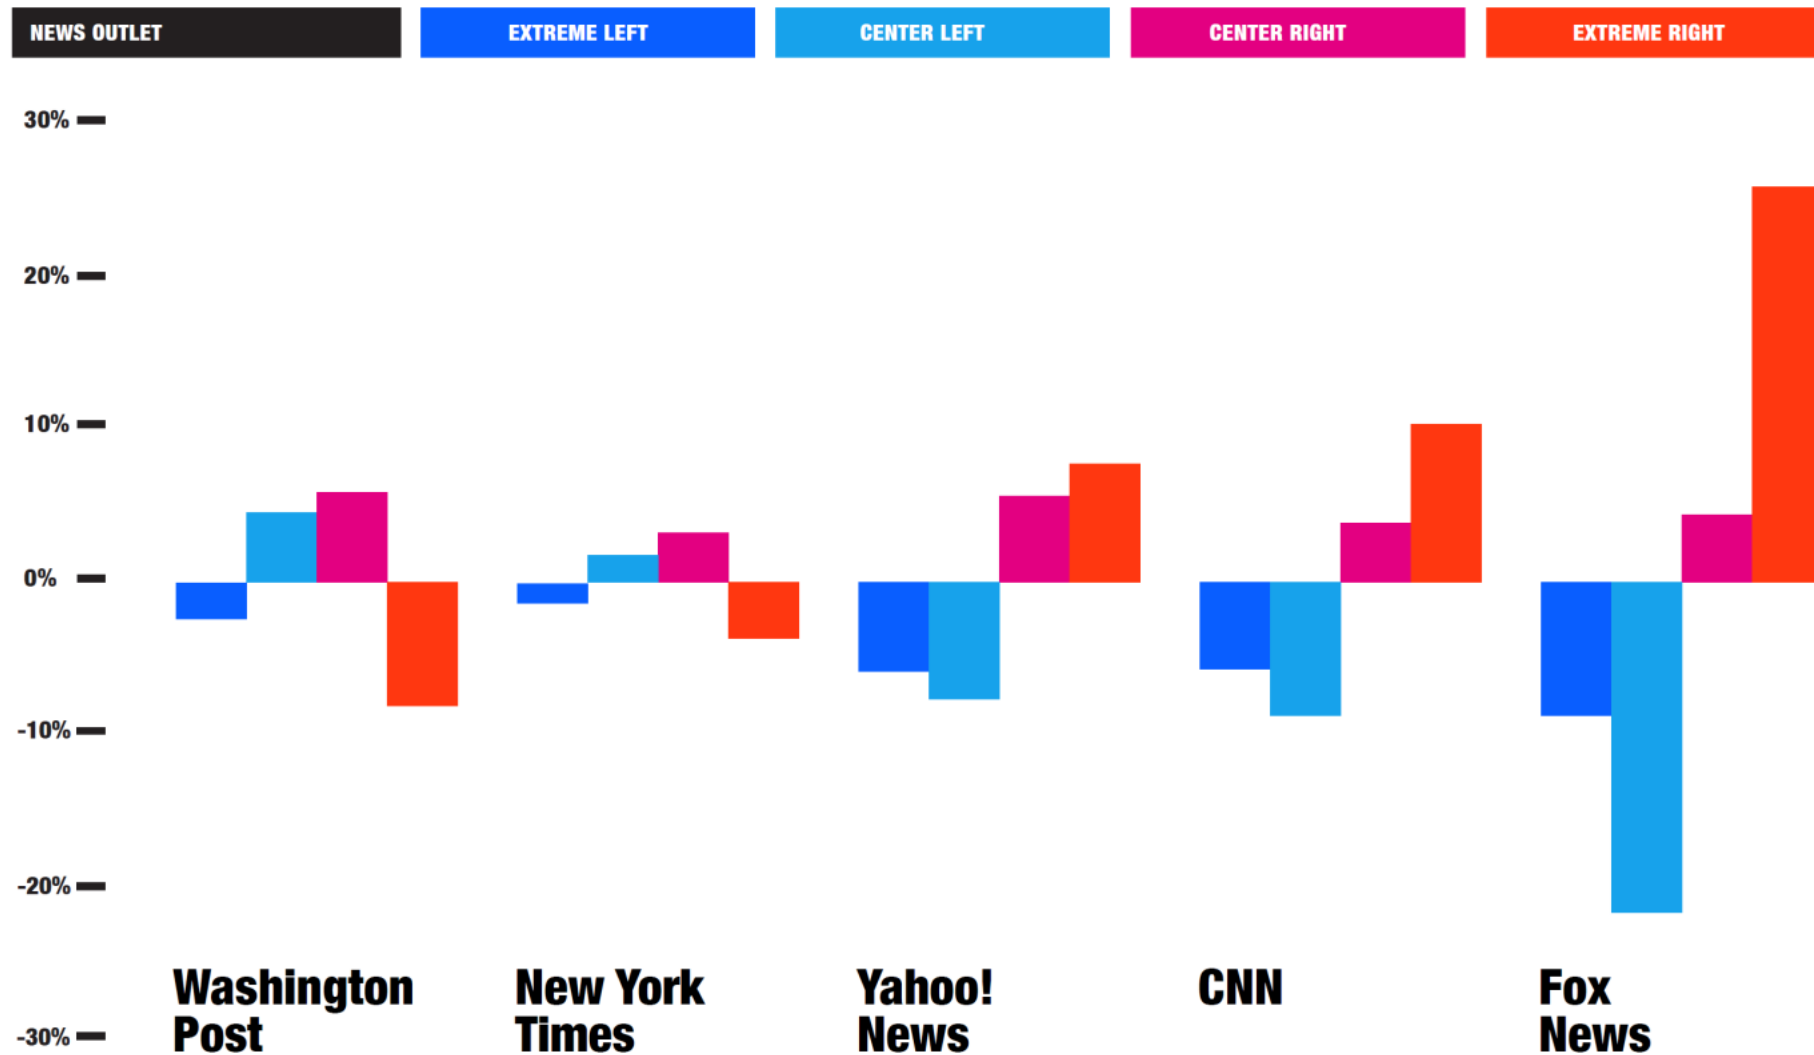 NEWS OUTLET
EXTREME LEFT
CENTER LEFT
CENTER RIGHT
EXTREME RIGHT
30%
20%
10%
0%
-10%
-20%
-30%
Washington
Post
New York
Times
Yahoo!
News
CNN
Fox
News